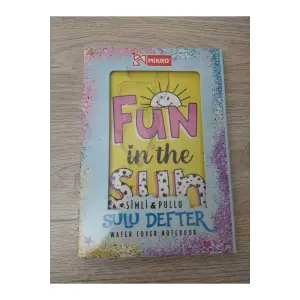 MIKRO
FUN
in the
sun
SİMLİ & PULLU
SULU DEFTER
WATER COVER NOTEBOOK